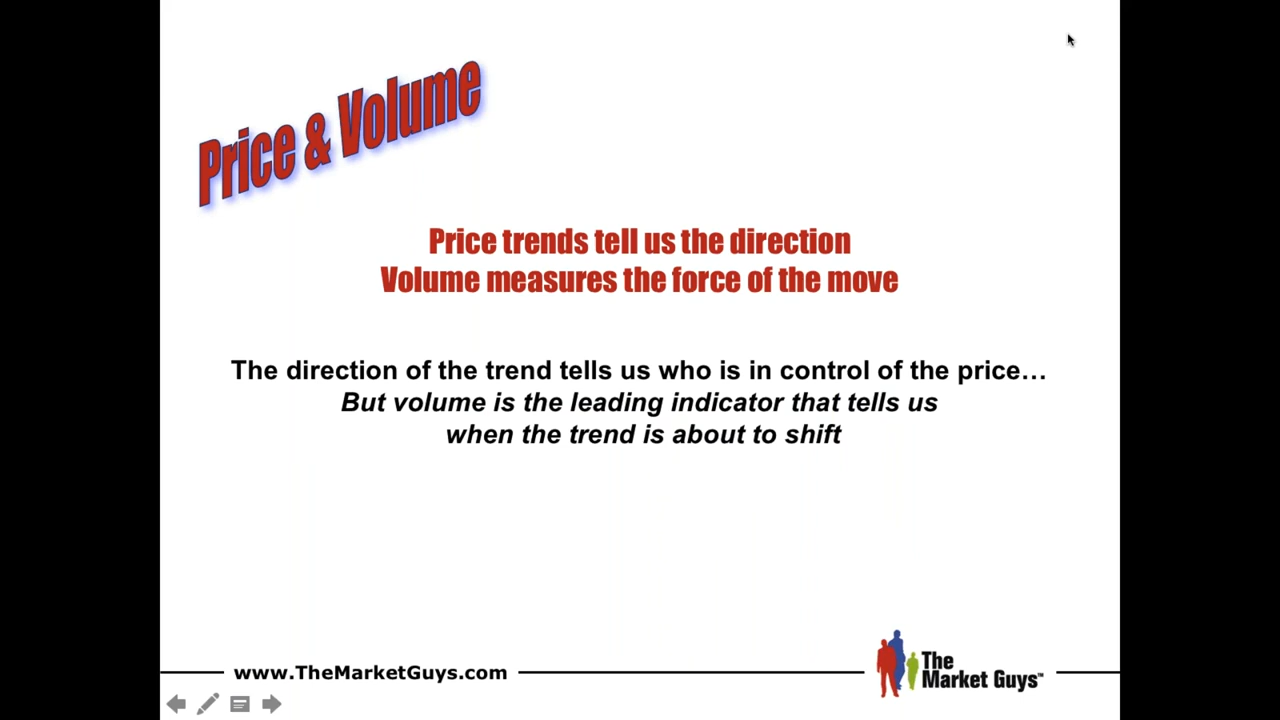 Price & Volume
Price trends tell us the direction
Volume measures the force of the move
The direction of the trend tells us who is in control of the price…
But volume is the leading indicator that tells us
when the trend is about to shift
www.TheMarketGuys.com
The
Market Guys™